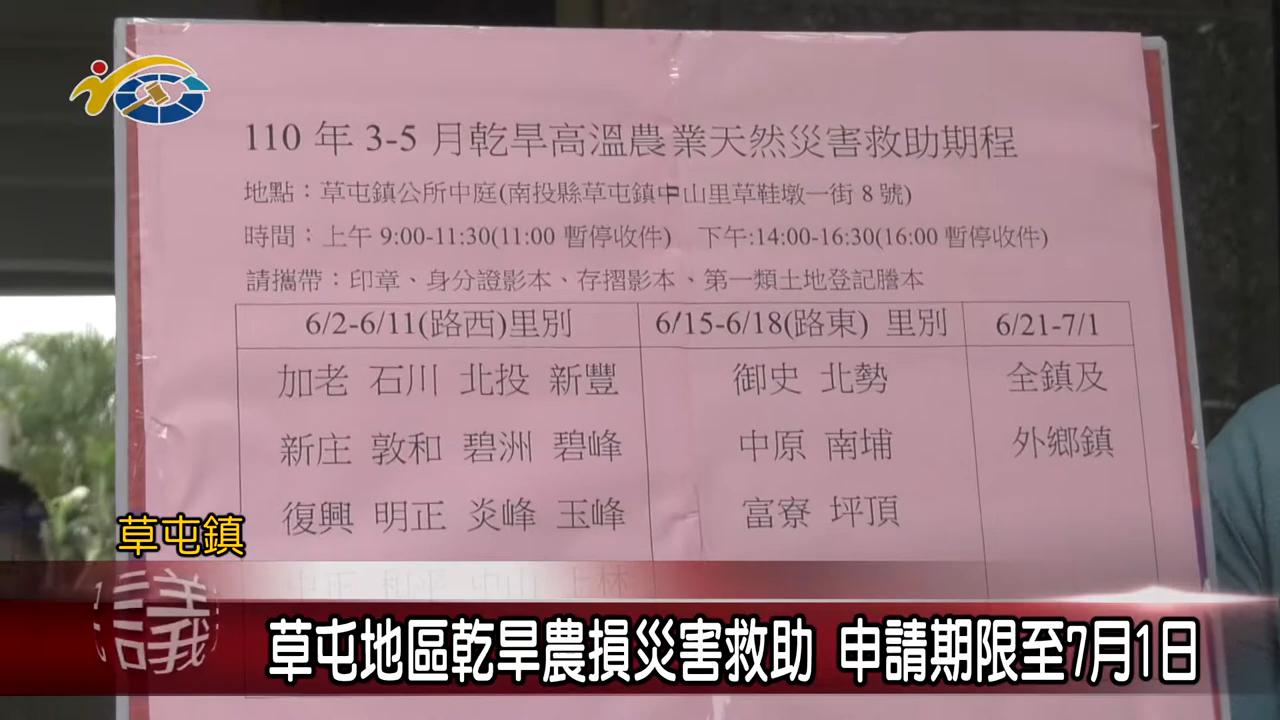 110 年 3-5 月乾旱高溫農業天然災害救助期程
地點：草屯鎮公所中庭(南投縣草屯鎮中山里草鞋墩一街 8 號)
時間：上午 9:00-11:30(11:00 暫停收件) 下午:14:00-16:30(16:00 暫停收件)
請攜帶：印章、身分證影本、存摺影本、第一類土地登記謄本
6/2-6/11(路西)里別 6/15-6/18(路東) 里別 6/21-7/1
加老 石川 北投 新豐 御史 北勢 全鎮及
新庄 敦和 碧洲 碧峰 中原 南埔 外鄉鎮
復興 明正 炎峰 玉峰 富寮 坪頂
中正 和平 中山 上林
草屯鎮
議
草屯地區乾旱農損災害救助 申請期限至7月1日